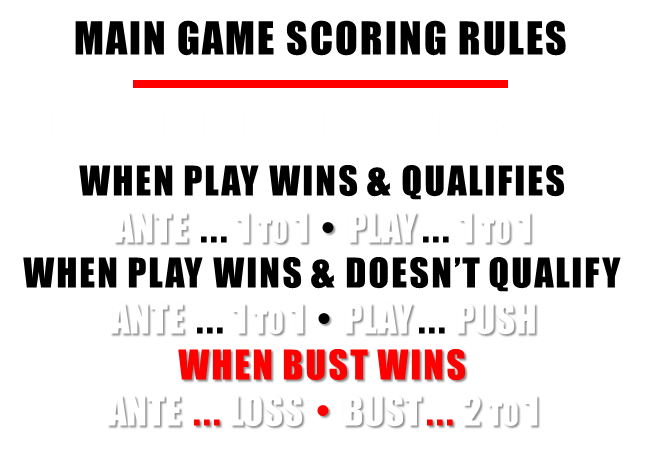 MAIN GAME SCORING RULES
WHEN PLAY WINS & QUALIFIES
ANTE ... 1 TO 1 • PLAY ... 1 TO 1
WHEN PLAY WINS & DOESN'T QUALIFY
ANTE ... 1 TO 1 • PLAY ... PUSH
WHEN BUST WINS
ANTE ... LOSS • BUST ... 2 TO 1